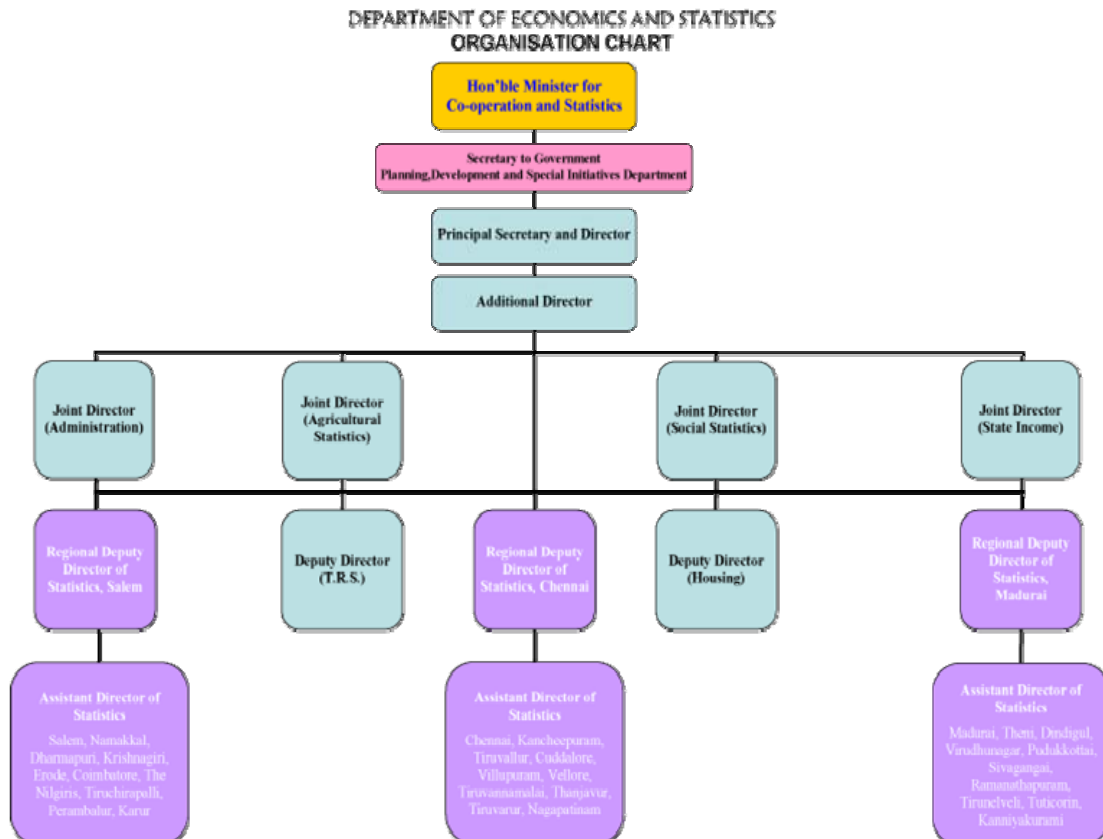 DEPARTMENT OF ECONOMICS AND STATISTICS
ORGANISATION CHART
Hon'ble Minister for
Co-operation and Statistics
Secretary to Government
Planning,Development and Special Initiatives Department
Principal Secretary and Director
Additional Director
Joint Director
(Administration)
Joint Director
(Agricultural
Statistics)
Joint Director
(Social Statistics)
Joint Director
(State Income)
Regional Deputy
Director of
Statistics, Salem
Deputy Director
(T.R.S.)
Regional Deputy
Director of
Statistics, Chennai
Deputy Director
(Housing)
Regional Deputy
Director of
Statistics,
Madurai
Assistant Director of
Statistics
Salem, Namakkal,
Dharmapuri, Krishnagiri,
Erode, Coimbatore, The
Nilgiris, Tiruchirapalli,
Perambalur, Karur
Assistant Director of
Statistics
Chennai, Kancheepuram,
Tiruvallur, Cuddalore,
Villupuram, Vellore,
Tiruvannamalai, Thanjavur,
Tiruvarur, Nagapatinam
Assistant Director of
Statistics
Madurai, Theni, Dindigul,
Virudhunagar, Pudukkottai,
Sivagangai,
Ramanathapuram,
Tirunelveli, Tuticorin,
Kanniyakurami